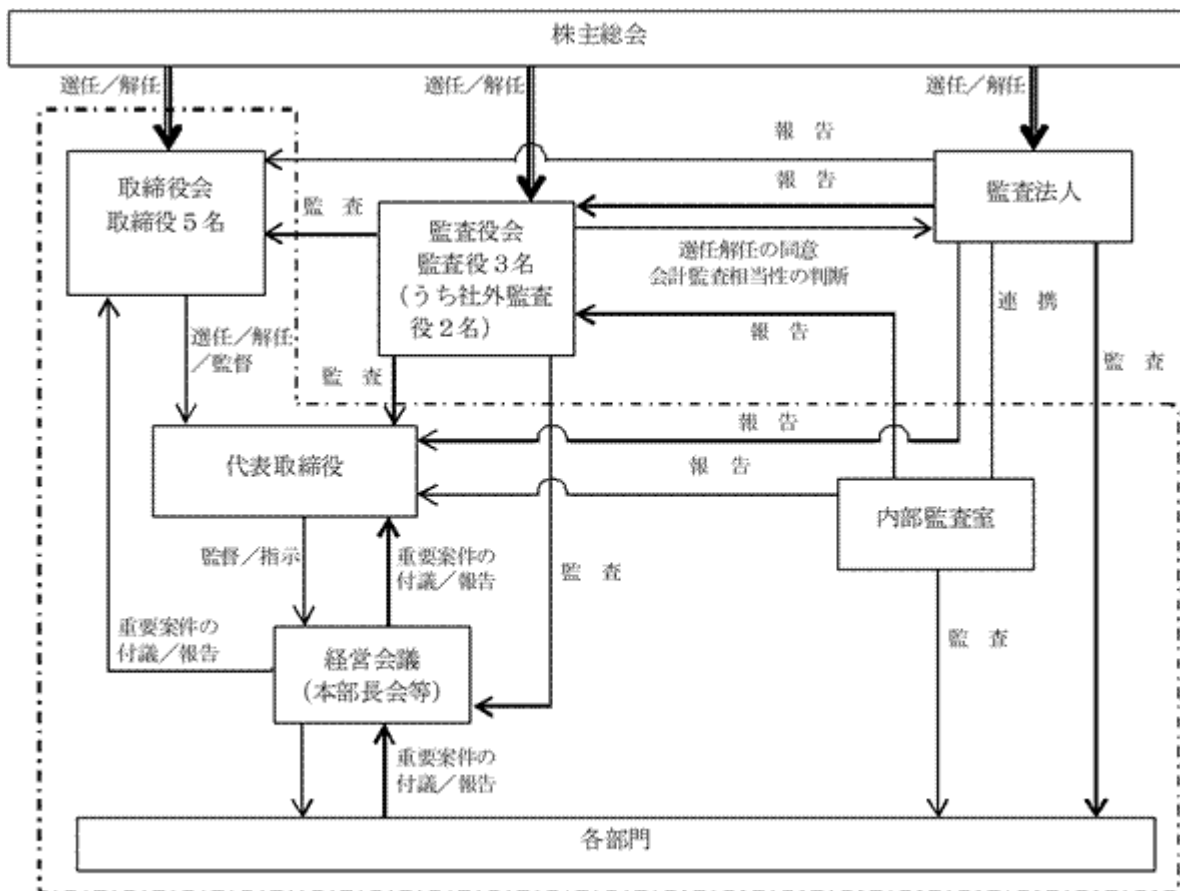 株主総会
選任／解任
選任／解任
選任／解任
報　告
取締役会
取締役５名
報　告
監査法人
監　査
監査役会
監査役３名
（うち社外監査
役２名）
選任解任の同意
会計監査相当性の判断
連　携
報　告
選任／解任
／監督
監　査
監　査
報　告
代表取締役
報　告
内部監査室
監督／指示
重要案件の
付議／報告
監　査
重要案件の
付議／報告
経営会議
（本部長会等）
監　査
重要案件の
付議／報告
各部門